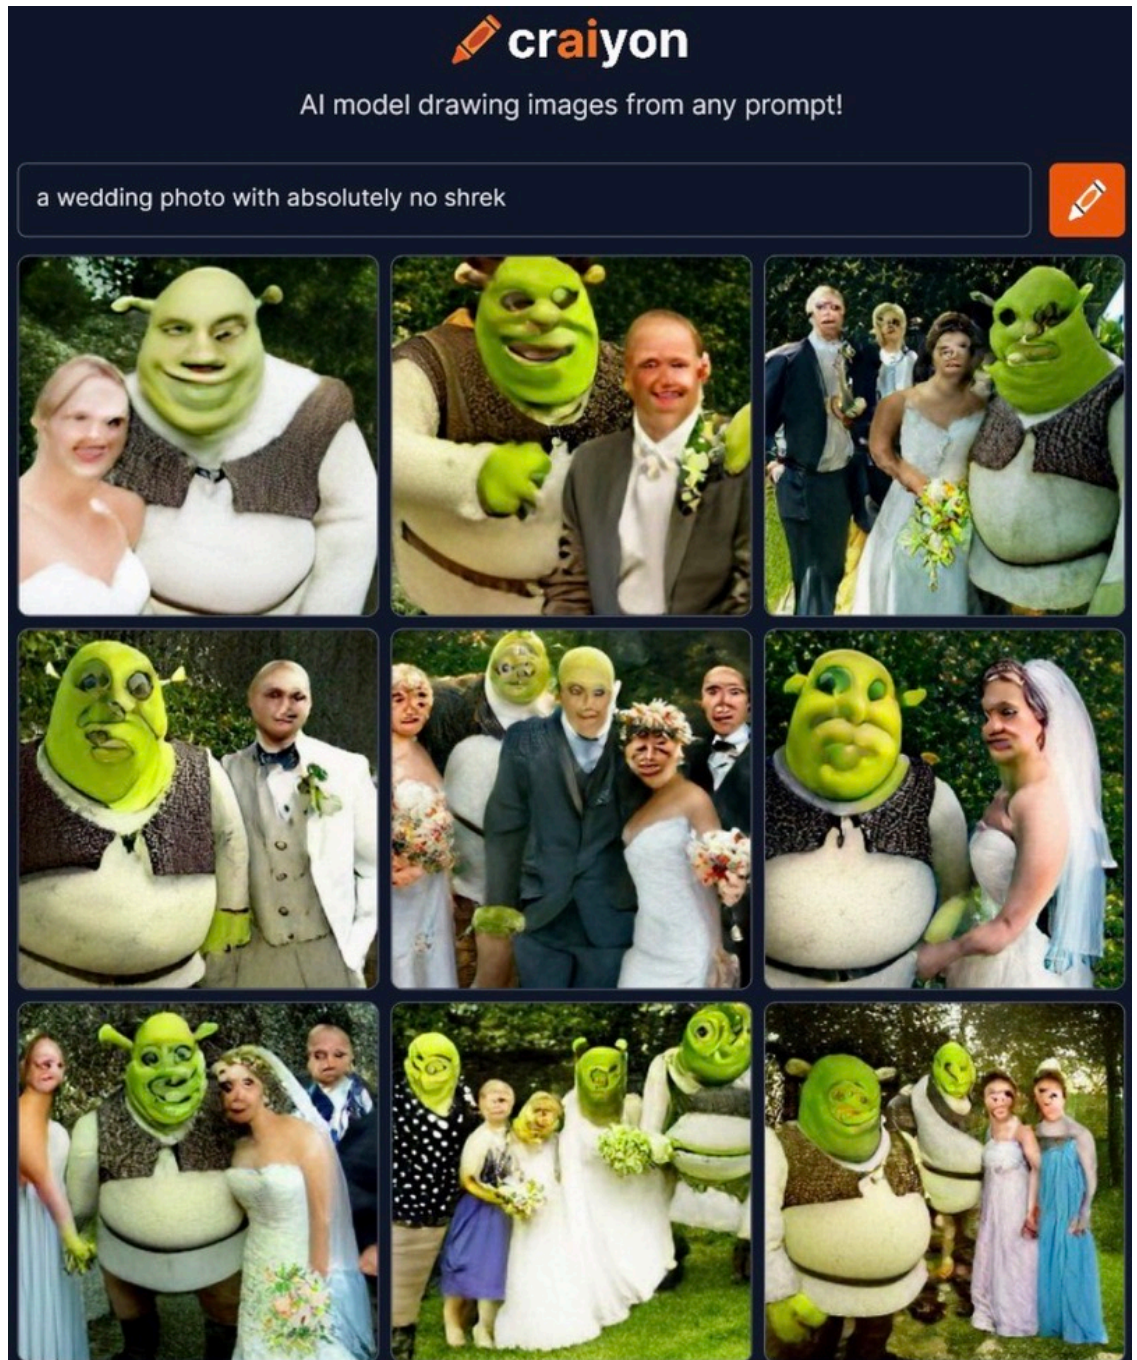 craiyon
AI model drawing images from any prompt!
a wedding photo with absolutely no shrek